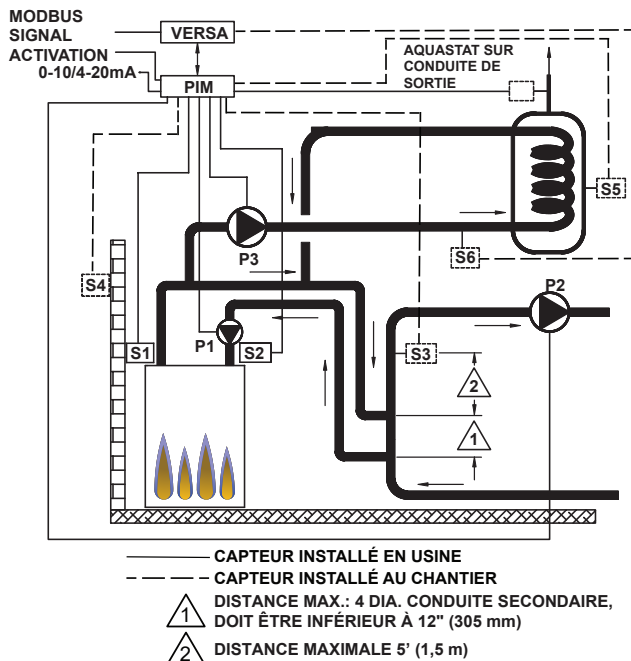 MODBUS
SIGNAL
ACTIVATION
0-10/4-20mA
VERSA
PIM
AQUASTAT SUR
CONDUITE DE
SORTIE
S5
P3
S6
S4
P2
S1
P1
S2
S3
2
1
CAPTEUR INSTALLÉ EN USINE
CAPTEUR INSTALLÉ AU CHANTIER
1 DISTANCE MAX.: 4 DIA. CONDUITE SECONDAIRE,
DOIT ÊTRE INFÉRIEUR À 12" (305 mm)
2 DISTANCE MAXIMALE 5' (1,5 m)